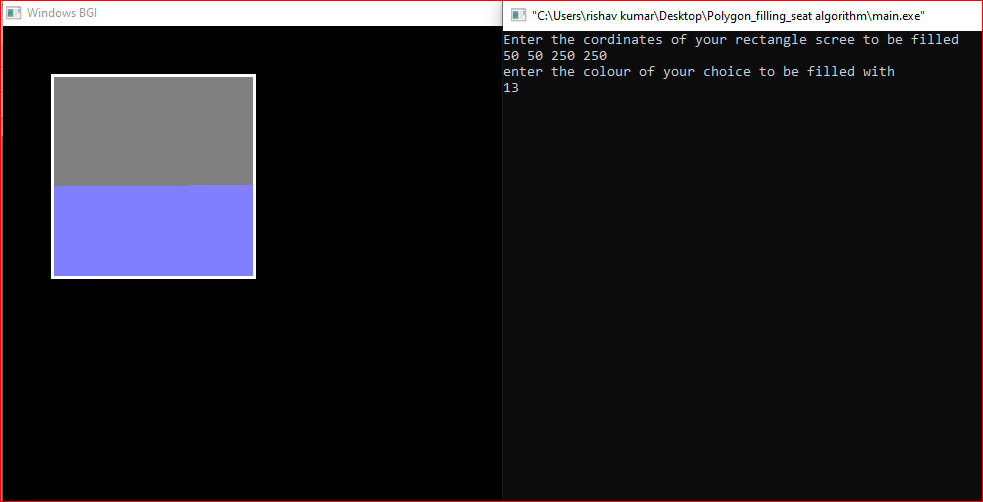 Windows BGI
"C:\Users\rishav kumar\Desktop\Polygon_filling_seat algorithm\main.exe"
Enter the cordinates of your rectangle scree to be filled
50 50 250 250
enter the colour of your choice to be filled with
13